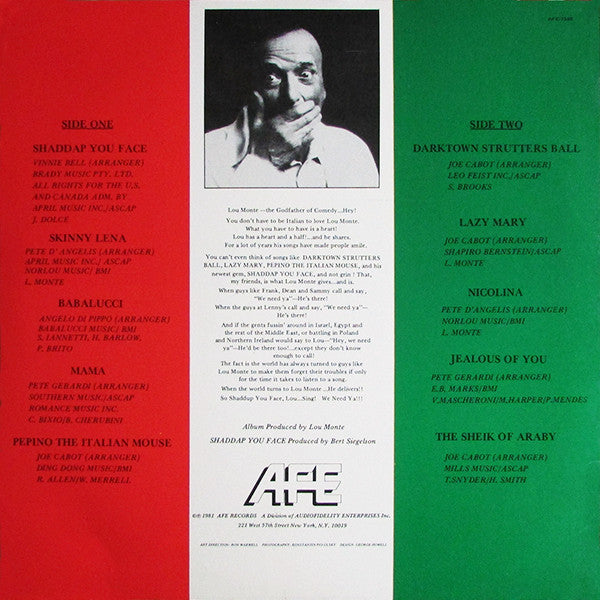 SIDE ONE
SHADDAP YOU FACE
VINNIE BELL (ARRANGER)
READY MUSIC PTY. LTD.
ALL RIGHTS FOR THE U.S.
AND CANADA ADM. BY
APRIL MUSIC INC./ASCAP
J. DOLCE
SKINNY LENA
PETE D' ANGELIS (ARRANGER)
APRIL MUSIC INC./ ASCAP
NORLOU MUSIC/ BMI
L. MONTE
BABALUCCI
ANGELO DI PIPPO (ARRANGER)
BABALUCCI MUSIC/ BMI
S. IANNETTI, H. BARLOW,
P. BRITO
MAMA
PETE GERARDI (ARRANGER)
SOUTHERN MUSIC/ASCAP
ROMANCE MUSIC INC.
C. BIXIO/B. CHERUBINI
PEPINO THE ITALIAN MOUSE
JOE CABOT (ARRANGER)
DING DONG MUSIC/BMI
R. ALLEN/W. MERRELL
Lou Monte —the Godfather of Comedy...Hey!
You don't have to be Italian to love Lou Monte.
What you have to have is a heart!
Lou has a heart and a half!...and he shares.
For a lot of years his songs have made people smile.
You can't even think of songs like DARKTOWN STRUTTERS
BALL, LAZY MARY, PEPINO THE ITALIAN MOUSE, and his
newest gem, SHADDAP YOU FACE, and not grin ! That,
my friends, is what Lou Monte gives...and is.
When guys like Frank, Dean and Sammy call and say,
"We need ya"—He's there!
When the guys at Lenny's call and say, "We need
ya"—He's there!
And if the gents fussin' around in Israel, Egypt and
the rest of the Middle East, or battling in Poland
and Northern Ireland would say to Lou—"Hey, we need
ya"—He'd be there too!...except they don't know
enough to call!
The fact is the world has always turned to guys like
Lou Monte to make them forget their troubles if only
for the time it takes to listen to a song.
When the world turns to Lou Monte ...He delivers!!
So Shaddup You Face, Lou...Sing! We Need Ya!!!
Album Produced by Lou Monte
SHADDAP YOU FACE Produced by Bert Siegelson
AFE
©℗ 1981 AFE RECORDS A Division of AUDIOFIDELITY ENTERPRISES Inc.
221 West 57th Street New York, N.Y. 10019
SIDE TWO
DARKTOWN STRUTTERS BALL
JOE CABOT (ARRANGER)
LEO FEIST INC./ASCAP
S. BROOKS
LAZY MARY
JOE CABOT (ARRANGER)
SHAPIRO BERNSTEIN/ASCAP
L. MONTE
NICOLINA
PETE D'ANGELIS (ARRANGER)
NORLOU MUSIC/BMI
L. MONTE
JEALOUS OF YOU
PETE GERARDI (ARRANGER)
E.B. MARKS/BMI
V.MASCHERONI/M.HARPER/P.MENDES
THE SHEIK OF ARABY
JOE CABOT (ARRANGER)
MILLS MUSIC/ASCAP
T.SNYDER/H. SMITH